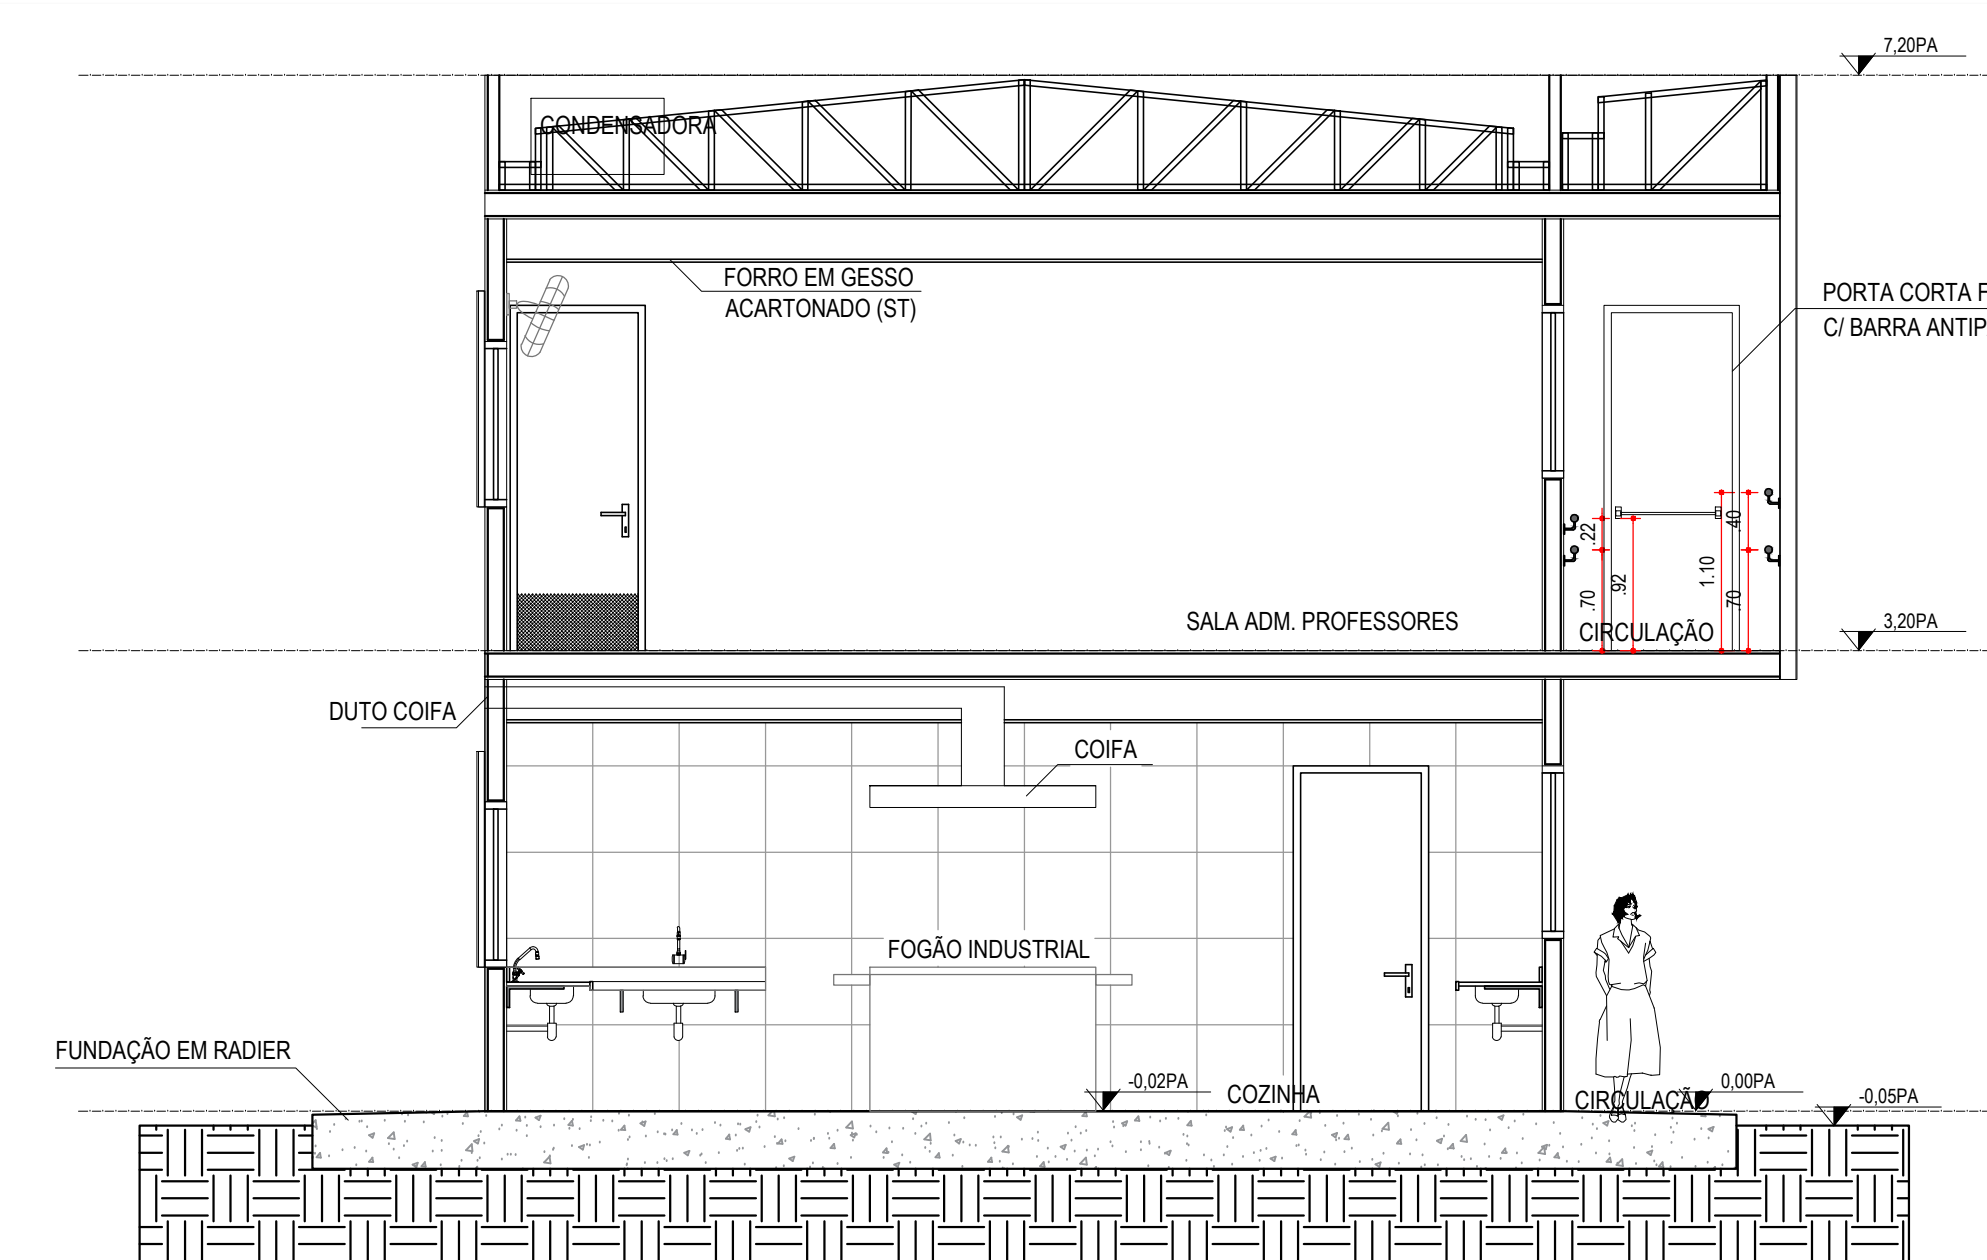 7,20PA
CONDENSADORA
FORRO EM GESSO
ACARTONADO (ST)
PORTA CORTA F
C/ BARRA ANTIP
.22
.40
1.10
.92
.70
.70
SALA ADM. PROFESSORES
CIRCULAÇÃO
3,20PA
DUTO COIFA
COIFA
FOGÃO INDUSTRIAL
FUNDAÇÃO EM RADIER
-0,02PA
COZINHA
CIRCULAÇÃO
0,00PA
-0,05PA